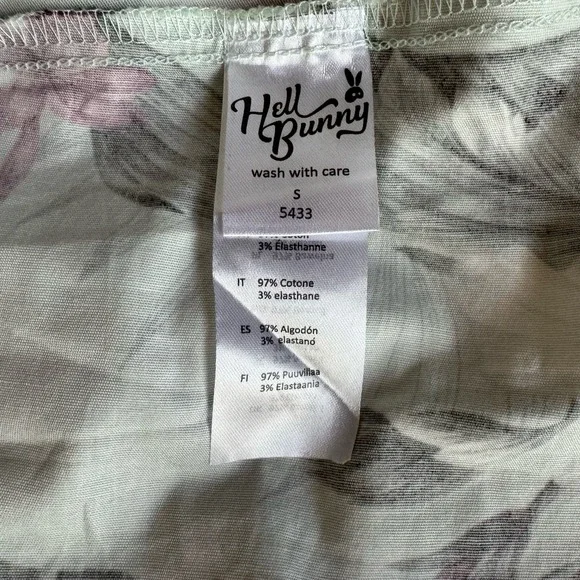 Hell
Bunny
wash with care
S
5433
3% Élasthanne
IT 97% Cotone
3% elasthane
ES 97% Algodón
3% elastano
FI 97% Puuvillaa
3% Elastaania